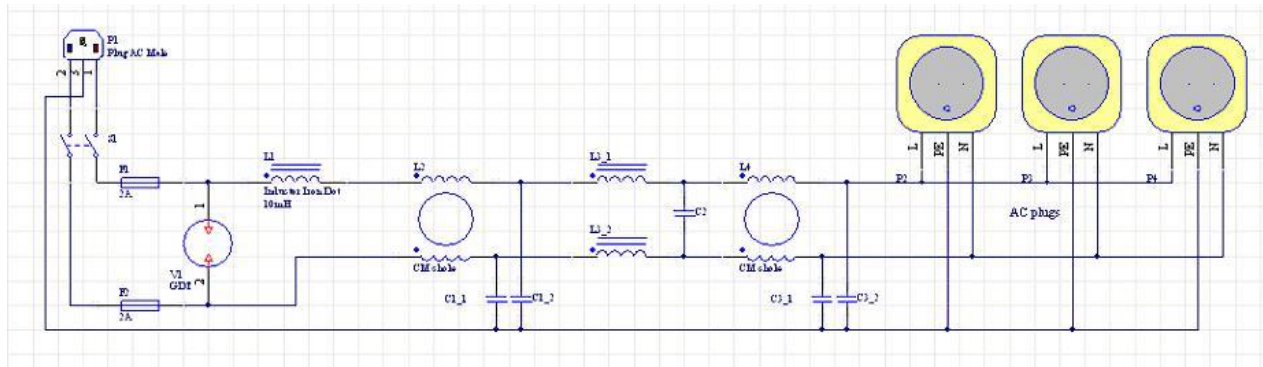 P1
Plug AC Male
2 3 1
S1
F1
2A
L1
Inductor Iron Dot
10mH
L2
CM choke
L3_1
L3_2
C2
L4
CM choke
1
2
V1
GDT
F2
2A
C1_1
C1_2
C3_1
C3_2
P2
L PE N
P3
L PE N
P4
L PE N
AC plugs